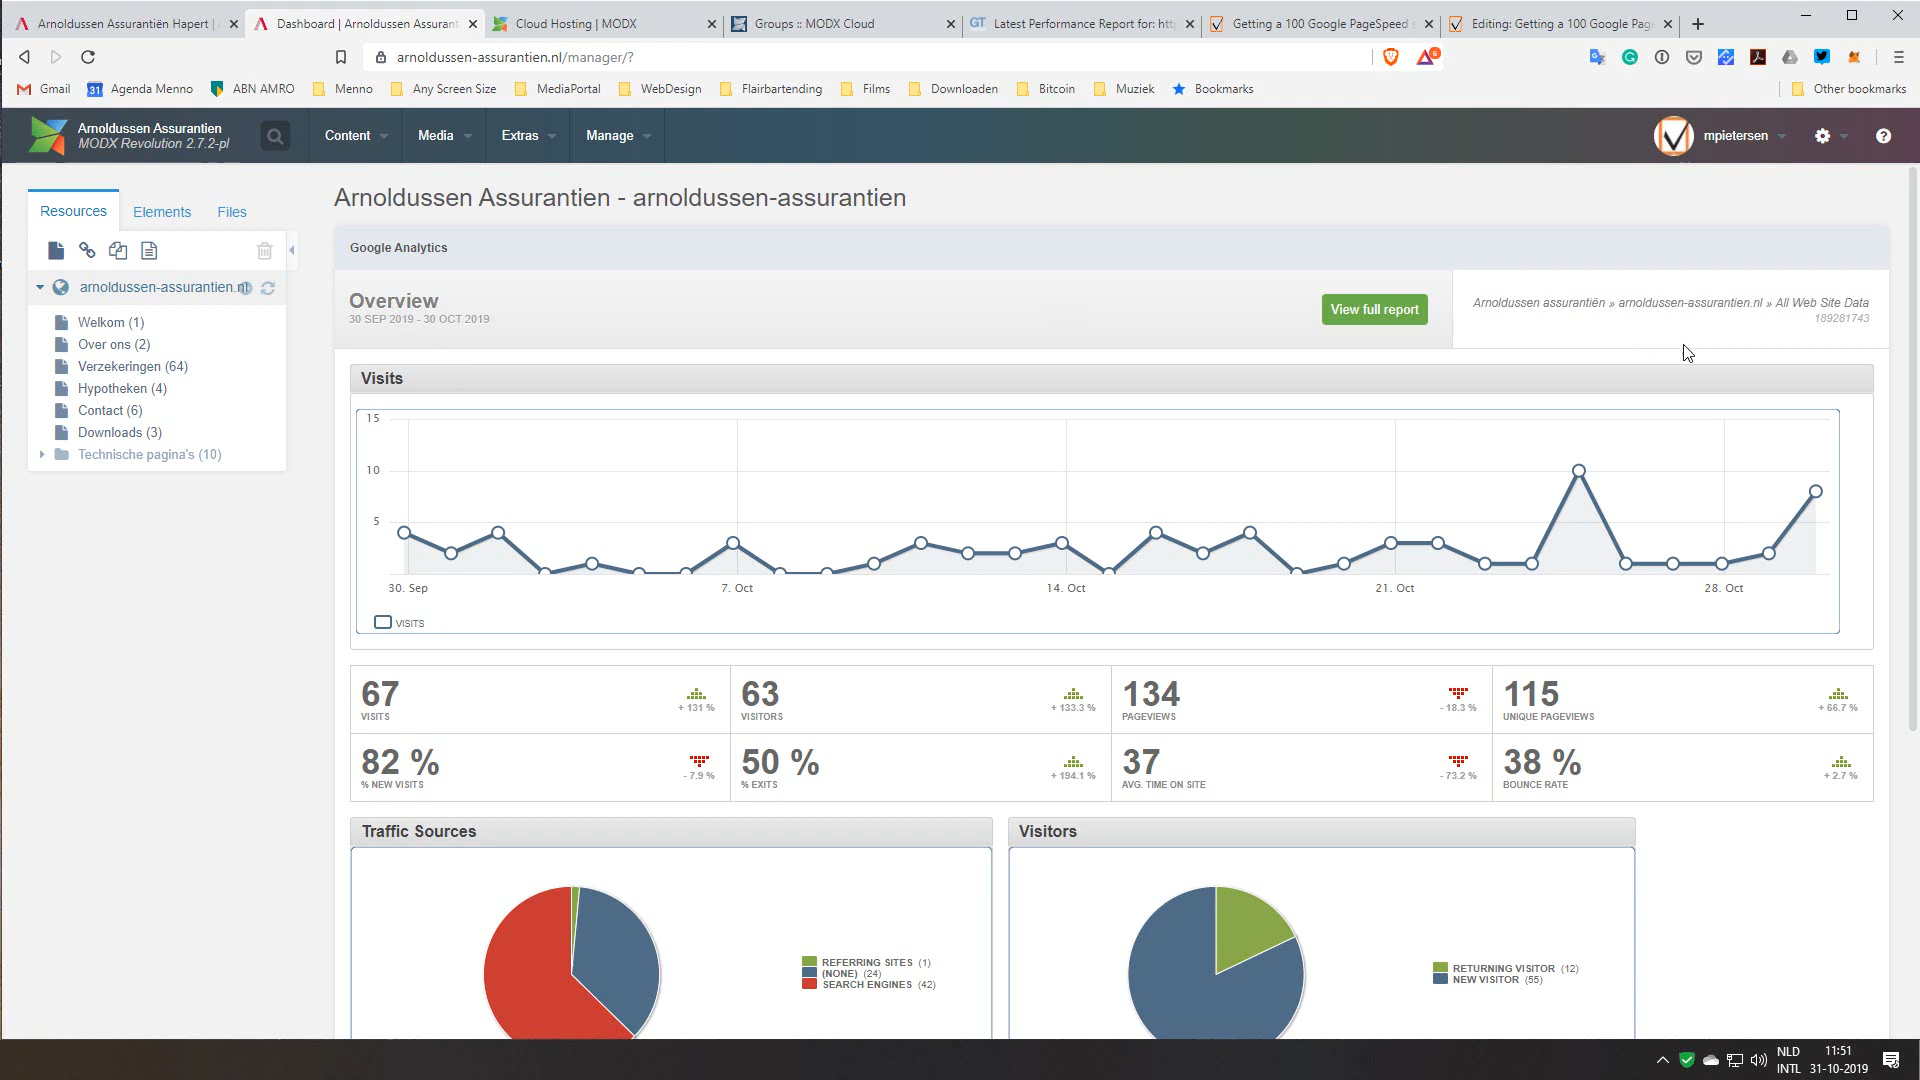 Arnoldussen Assurantiën Hapert |
Dashboard | Arnoldussen Assurant
Cloud Hosting | MODX
Groups :: MODX Cloud
Latest Performance Report for: htt
Getting a 100 Google PageSpeed
Editing: Getting a 100 Google Pag
arnoldussen-assurantien.nl/manager/?
6
Gmail
31
Agenda Menno
ABN AMRO
Menno
Any Screen Size
MediaPortal
WebDesign
Flairbartending
Films
Downloaden
Bitcoin
Muziek
Bookmarks
Other bookmarks
Arnoldussen Assurantien
MODX Revolution 2.7.2-pl
Content
Media
Extras
Manage
mpietersen
Resources
Elements
Files
arnoldussen-assurantien.nl
Welkom (1)
Over ons (2)
Verzekeringen (64)
Hypotheken (4)
Contact (6)
Downloads (3)
Technische pagina's (10)
Arnoldussen Assurantien - arnoldussen-assurantien
Google Analytics
Overview
30 SEP 2019 - 30 OCT 2019
View full report
Arnoldussen assurantiën » arnoldussen-assurantien.nl » All Web Site Data
189281743
Visits
15
10
5
30. Sep
7. Oct
14. Oct
21. Oct
28. Oct
VISITS
67
VISITS
+ 131 %
63
VISITORS
+ 133.3 %
134
PAGEVIEWS
- 18.3 %
115
UNIQUE PAGEVIEWS
+ 66.7 %
82 %
% NEW VISITS
- 7.9 %
50 %
% EXITS
+ 194.1 %
37
AVG. TIME ON SITE
- 73.2 %
38 %
BOUNCE RATE
+ 2.7 %
Traffic Sources
REFERRING SITES (1)
(NONE) (24)
SEARCH ENGINES (42)
Visitors
RETURNING VISITOR (12)
NEW VISITOR (55)
NLD
INTL
11:51
31-10-2019